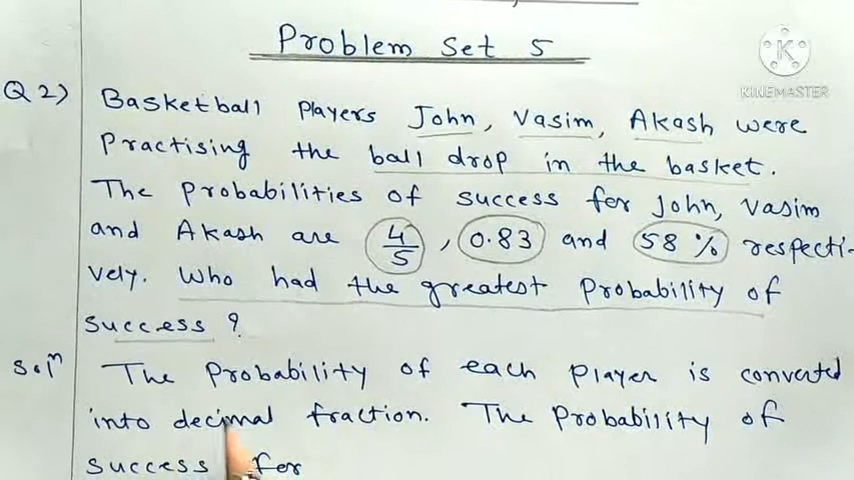 Problem Set 5
KINEMASTER
Q2) Basketball Players John, Vasim, Akash were
Practising the ball drop in the basket.
The Probabilities of success for John, Vasim
and Akash are 4/5, 0.83 and 58% respecti-
vely. Who had the greatest Probability of
success?
Solⁿ The Probability of each Player is converted
into decimal fraction. The Probability of
success for